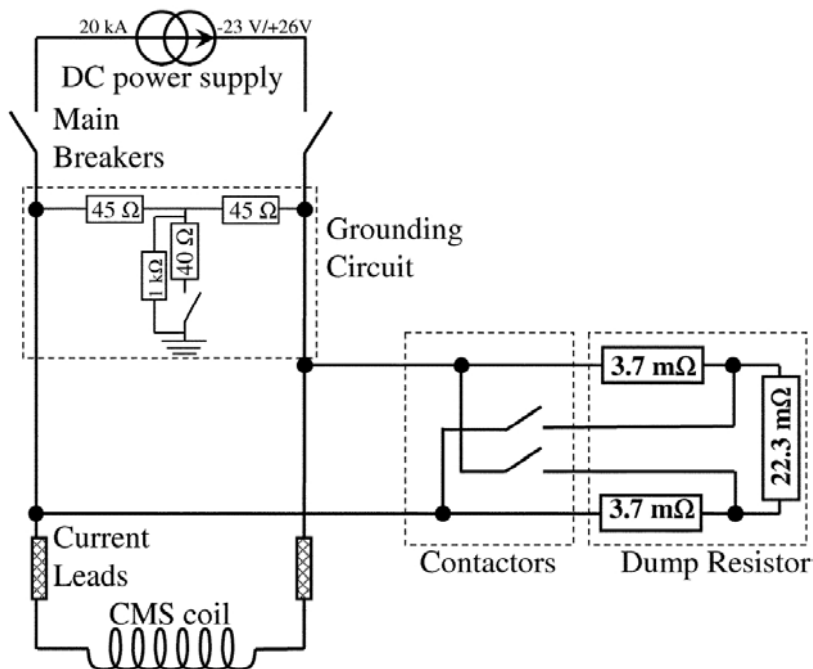 20 kA
-23 V/+26V
DC power supply
Main
Breakers
45 Ω
45 Ω
1 kΩ
40 Ω
Grounding
Circuit
3.7 mΩ
22.3 mΩ
3.7 mΩ
Contactors
Dump Resistor
Current
Leads
CMS coil